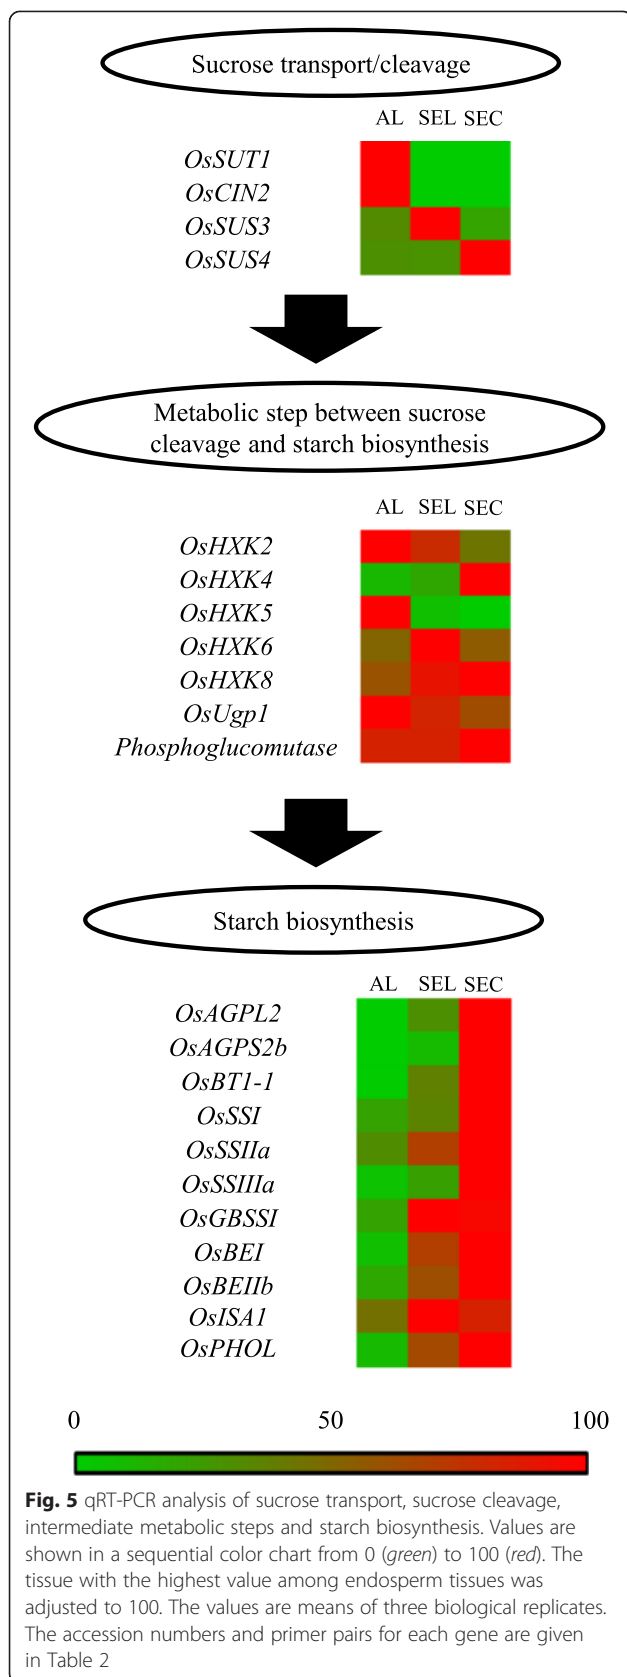 Sucrose transport/cleavage
AL SEL SEC
OsSUT1
OsCIN2
OsSUS3
OsSUS4
Metabolic step between sucrose
cleavage and starch biosynthesis
AL SEL SEC
OsHXK2
OsHXK4
OsHXK5
OsHXK6
OsHXK8
OsUgp1
Phosphoglucomutase
Starch biosynthesis
AL SEL SEC
OsAGPL2
OsAGPS2b
OsBT1-1
OsSSI
OsSSIIa
OsSSIIIa
OsGBSSI
OsBEI
OsBEIIb
OsISA1
OsPHOL
0 50 100
Fig. 5 qRT-PCR analysis of sucrose transport, sucrose cleavage,
intermediate metabolic steps and starch biosynthesis. Values are
shown in a sequential color chart from 0 (green) to 100 (red). The
tissue with the highest value among endosperm tissues was
adjusted to 100. The values are means of three biological replicates.
The accession numbers and primer pairs for each gene are given
in Table 2